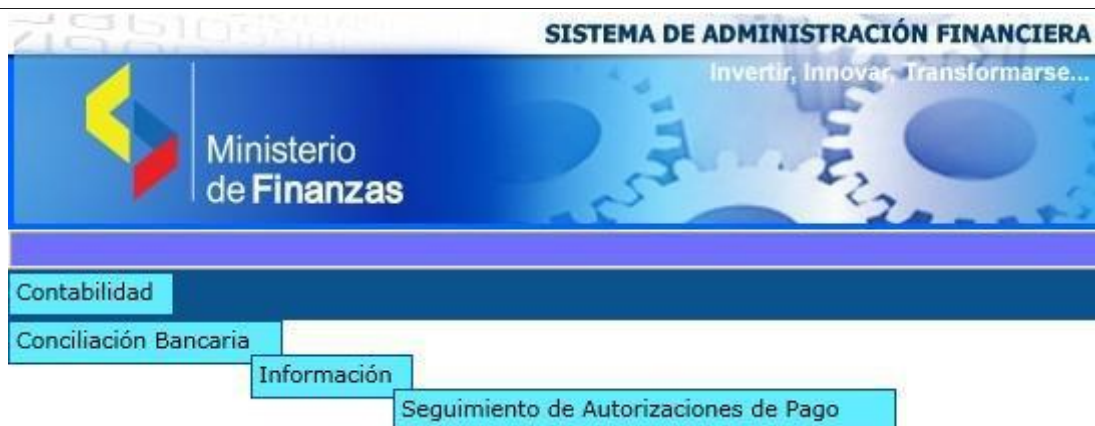 SISTEMA DE ADMINISTRACIÓN FINANCIERA
Invertir, Innovar, Transformarse...
Ministerio
de Finanzas
Contabilidad
Conciliación Bancaria
Información
Seguimiento de Autorizaciones de Pago